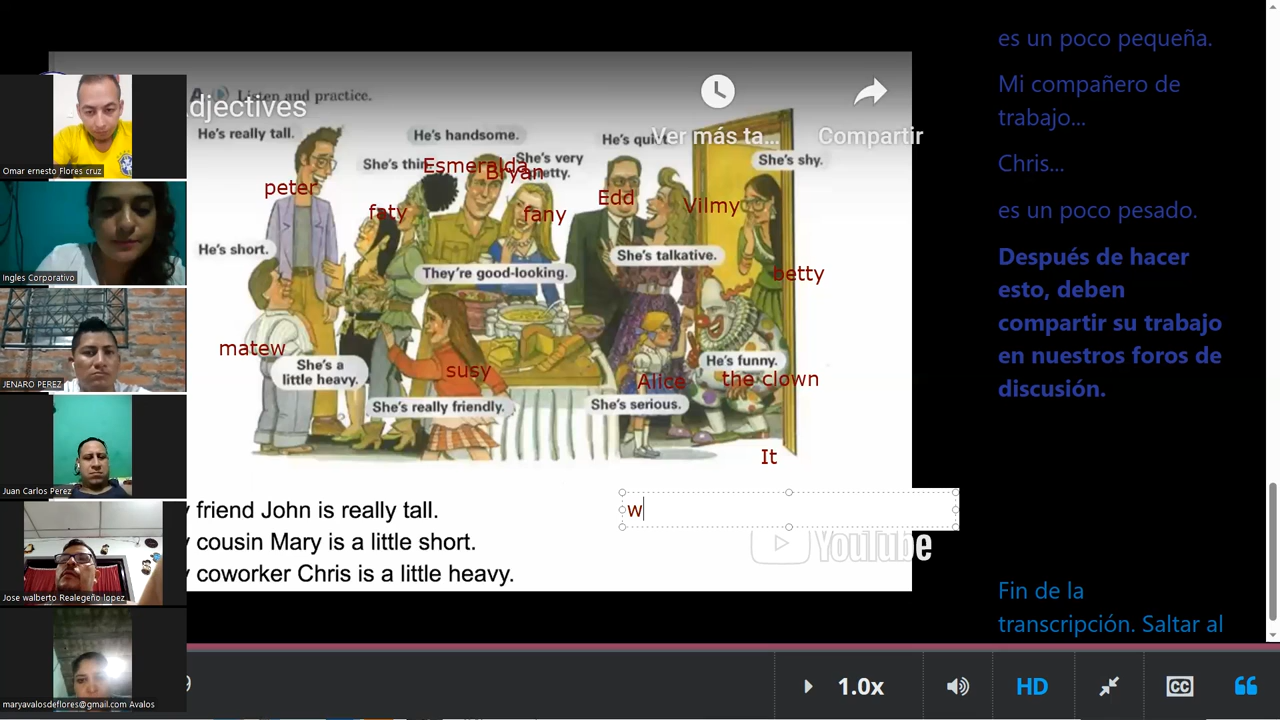 Listen and practice.
djectives
Ver más ta...
Compartir
He's really tall.
He's handsome.
He's quiet.
She's thin.
She's very
pretty.
She's shy.
Esmeralda
Bryan
peter
faty
fany
Edd
Vilmy
He's short.
They're good-looking.
She's talkative.
betty
matew
She's a
little heavy.
susy
Alice
He's funny.
the clown
She's really friendly.
She's serious.
It
w
friend John is really tall.
cousin Mary is a little short.
coworker Chris is a little heavy.
YouTube
Omar ernesto Flores cruz
Ingles Corporativo
JENARO PEREZ
Juan Carlos Pérez
Jose walberto Realegeño lopez
maryavalosdeflores@gmail.com Avalos
es un poco pequeña.
Mi compañero de
trabajo...
Chris...
es un poco pesado.
Después de hacer
esto, deben
compartir su trabajo
en nuestros foros de
discusión.
Fin de la
transcripción. Saltar al
9
1.0x
HD
CC